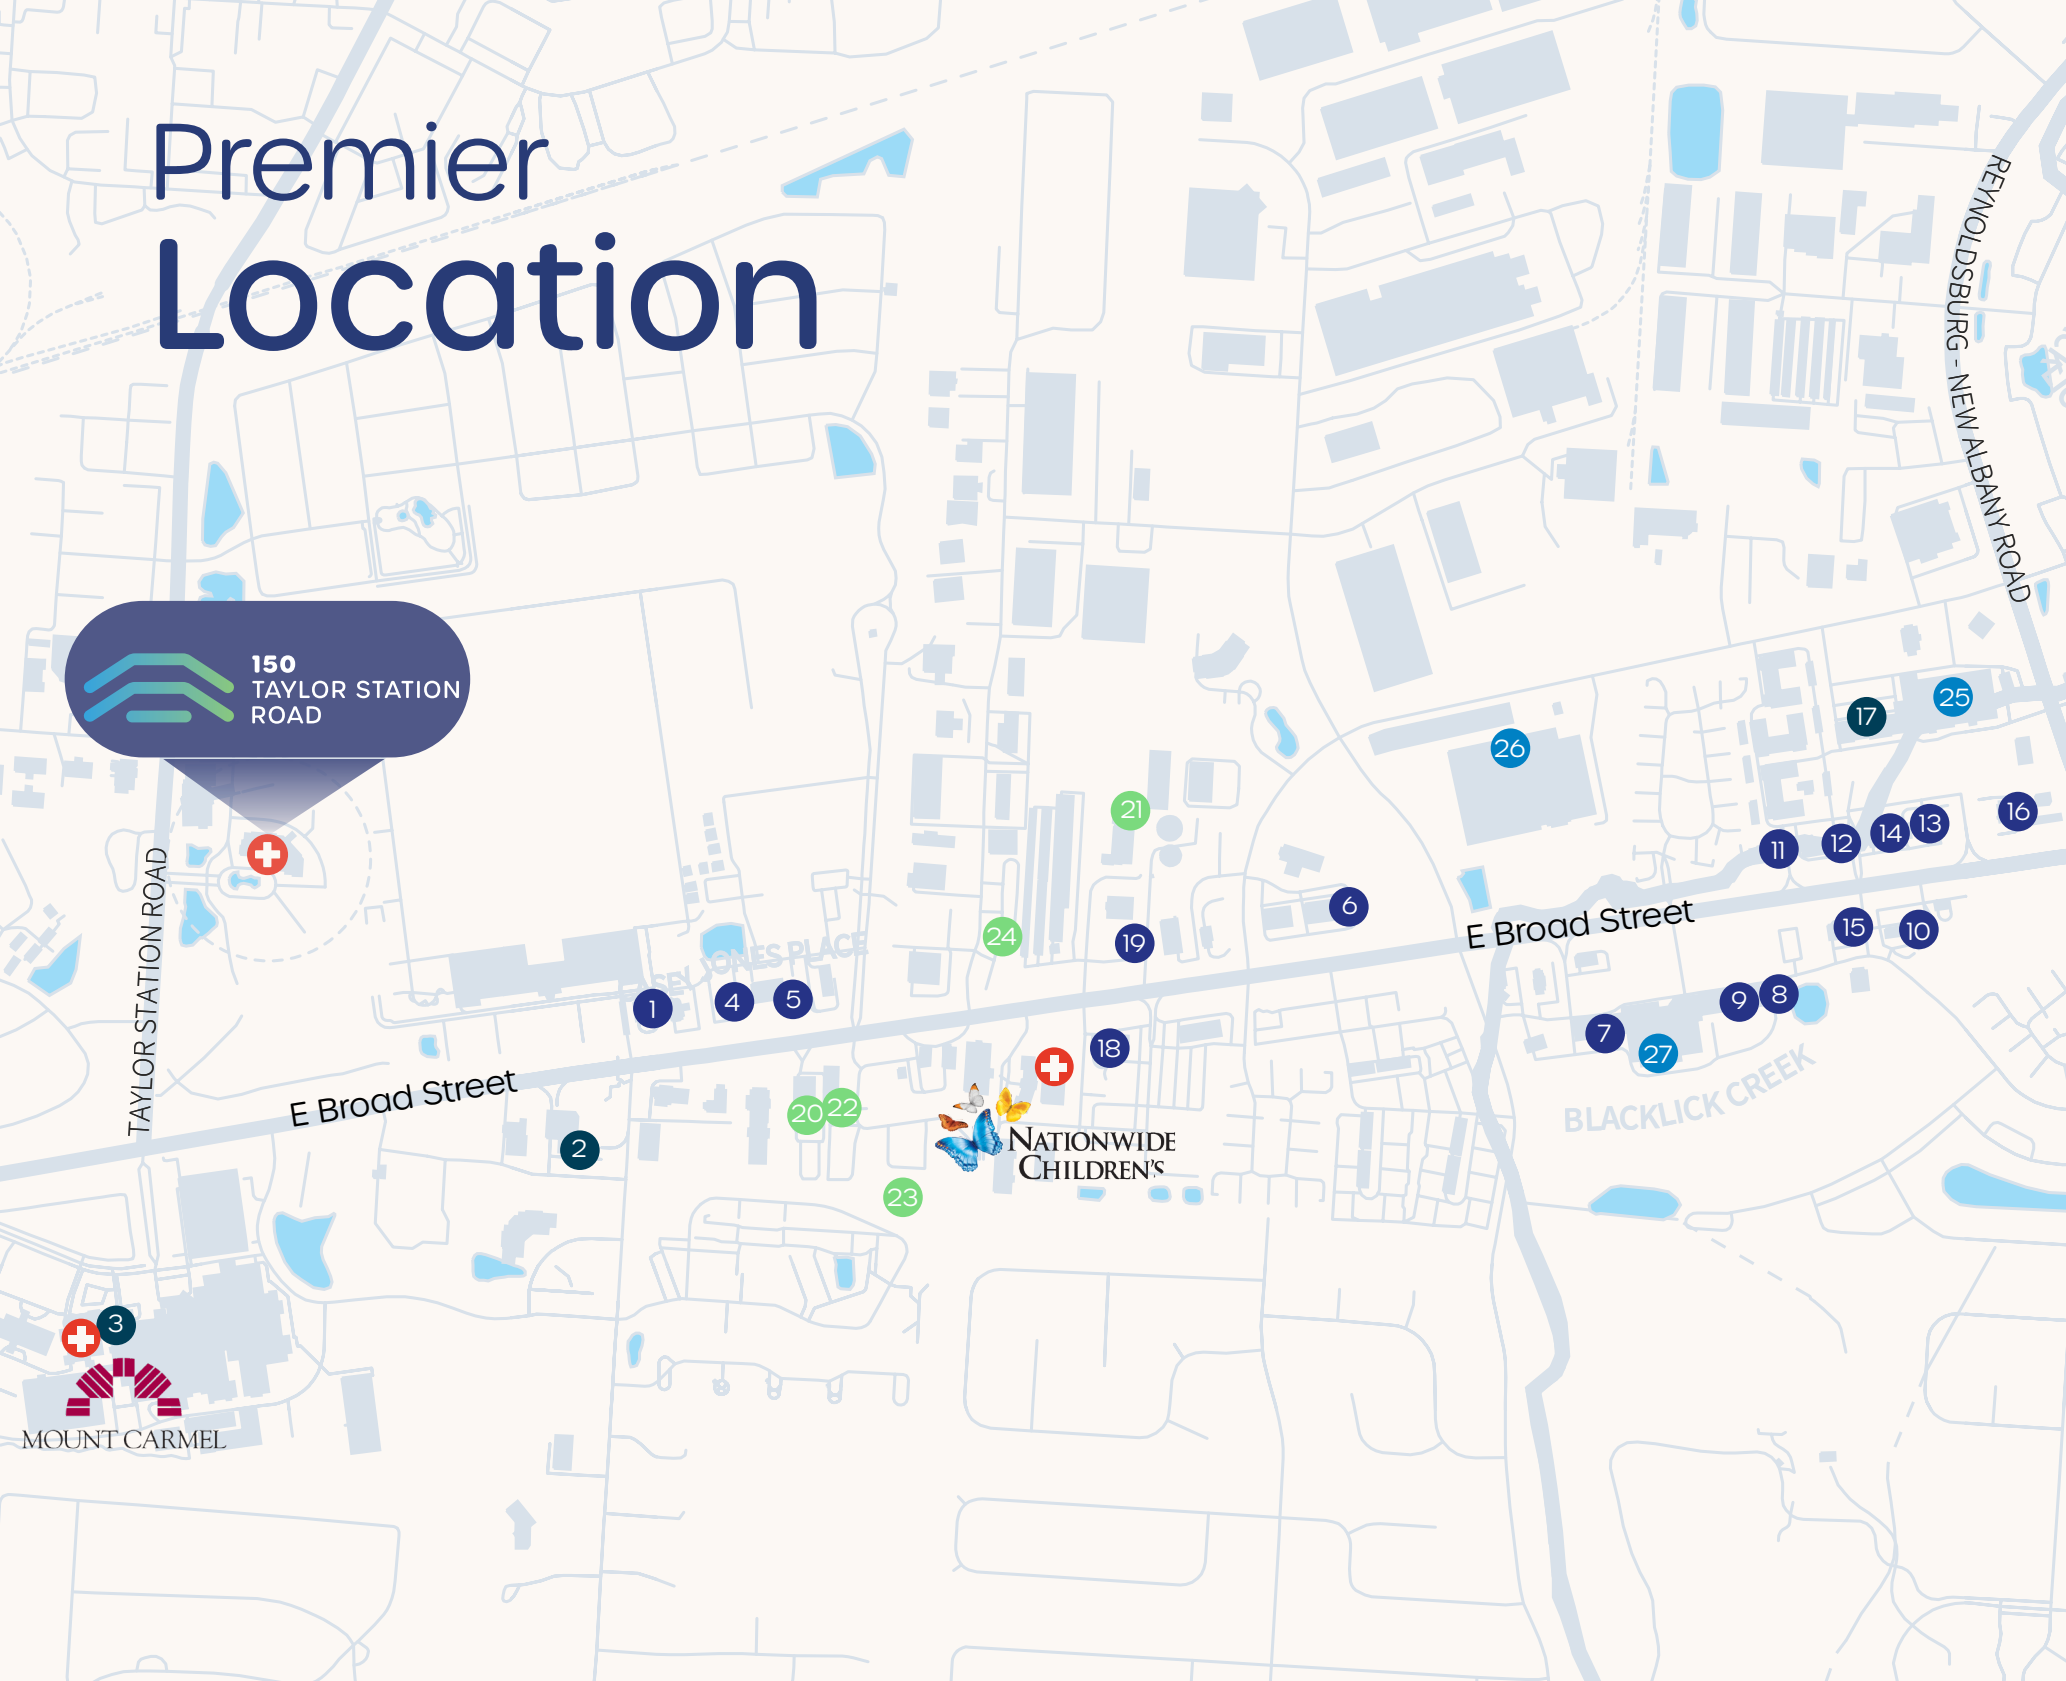 Premier
Location
REYNOLDSBURG - NEW ALBANY ROAD
150
TAYLOR STATION
ROAD
17
25
26
21
16
13
14
12
11
6
24
19
15
10
E Broad Street
TAYLOR STATION ROAD
JONES PLACE
1
4
5
9
8
7
27
18
BLACKLICK CREEK
E Broad Street
20
22
2
NATIONWIDE
CHILDREN'S
23
3
MOUNT CARMEL